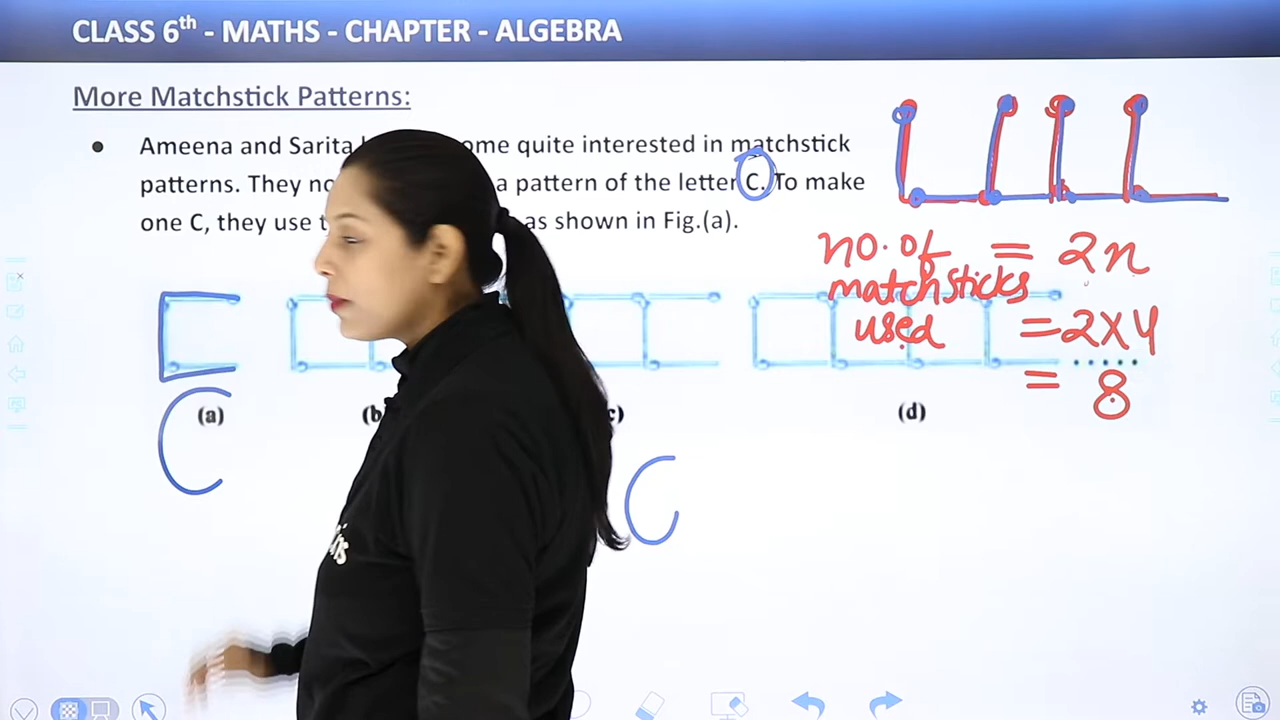 CLASS 6th - MATHS - CHAPTER - ALGEBRA
More Matchstick Patterns:
• Ameena and Sarita ome quite interested in matchstick
patterns. They a pattern of the letter C. To make
one C, they use as shown in Fig.(a).
no. of = 2n
matchsticks
used = 2×4
= 8
(a) (d)
C C